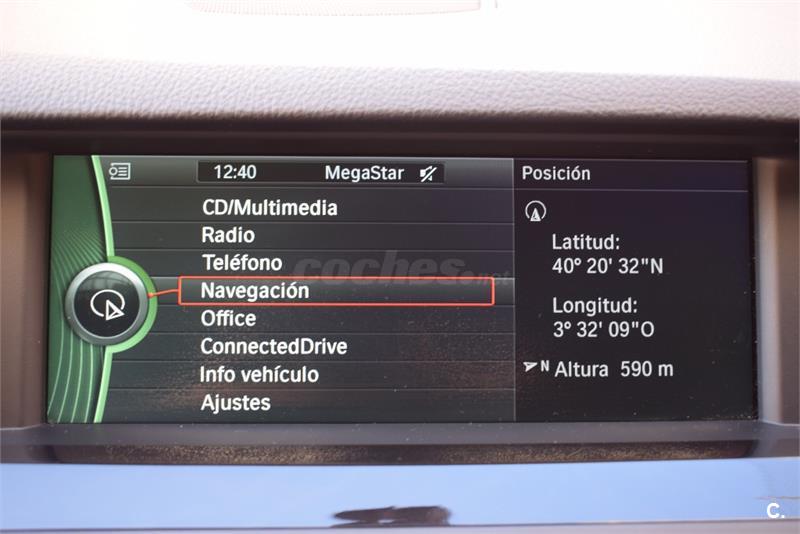 12:40 MegaStar
Posición
CD/Multimedia
Radio
Teléfono
Navegación
Office
ConnectedDrive
Info vehículo
Ajustes
Latitud:
40° 20' 32"N
Longitud:
3° 32' 09"O
N Altura 590 m
coches.net
C.